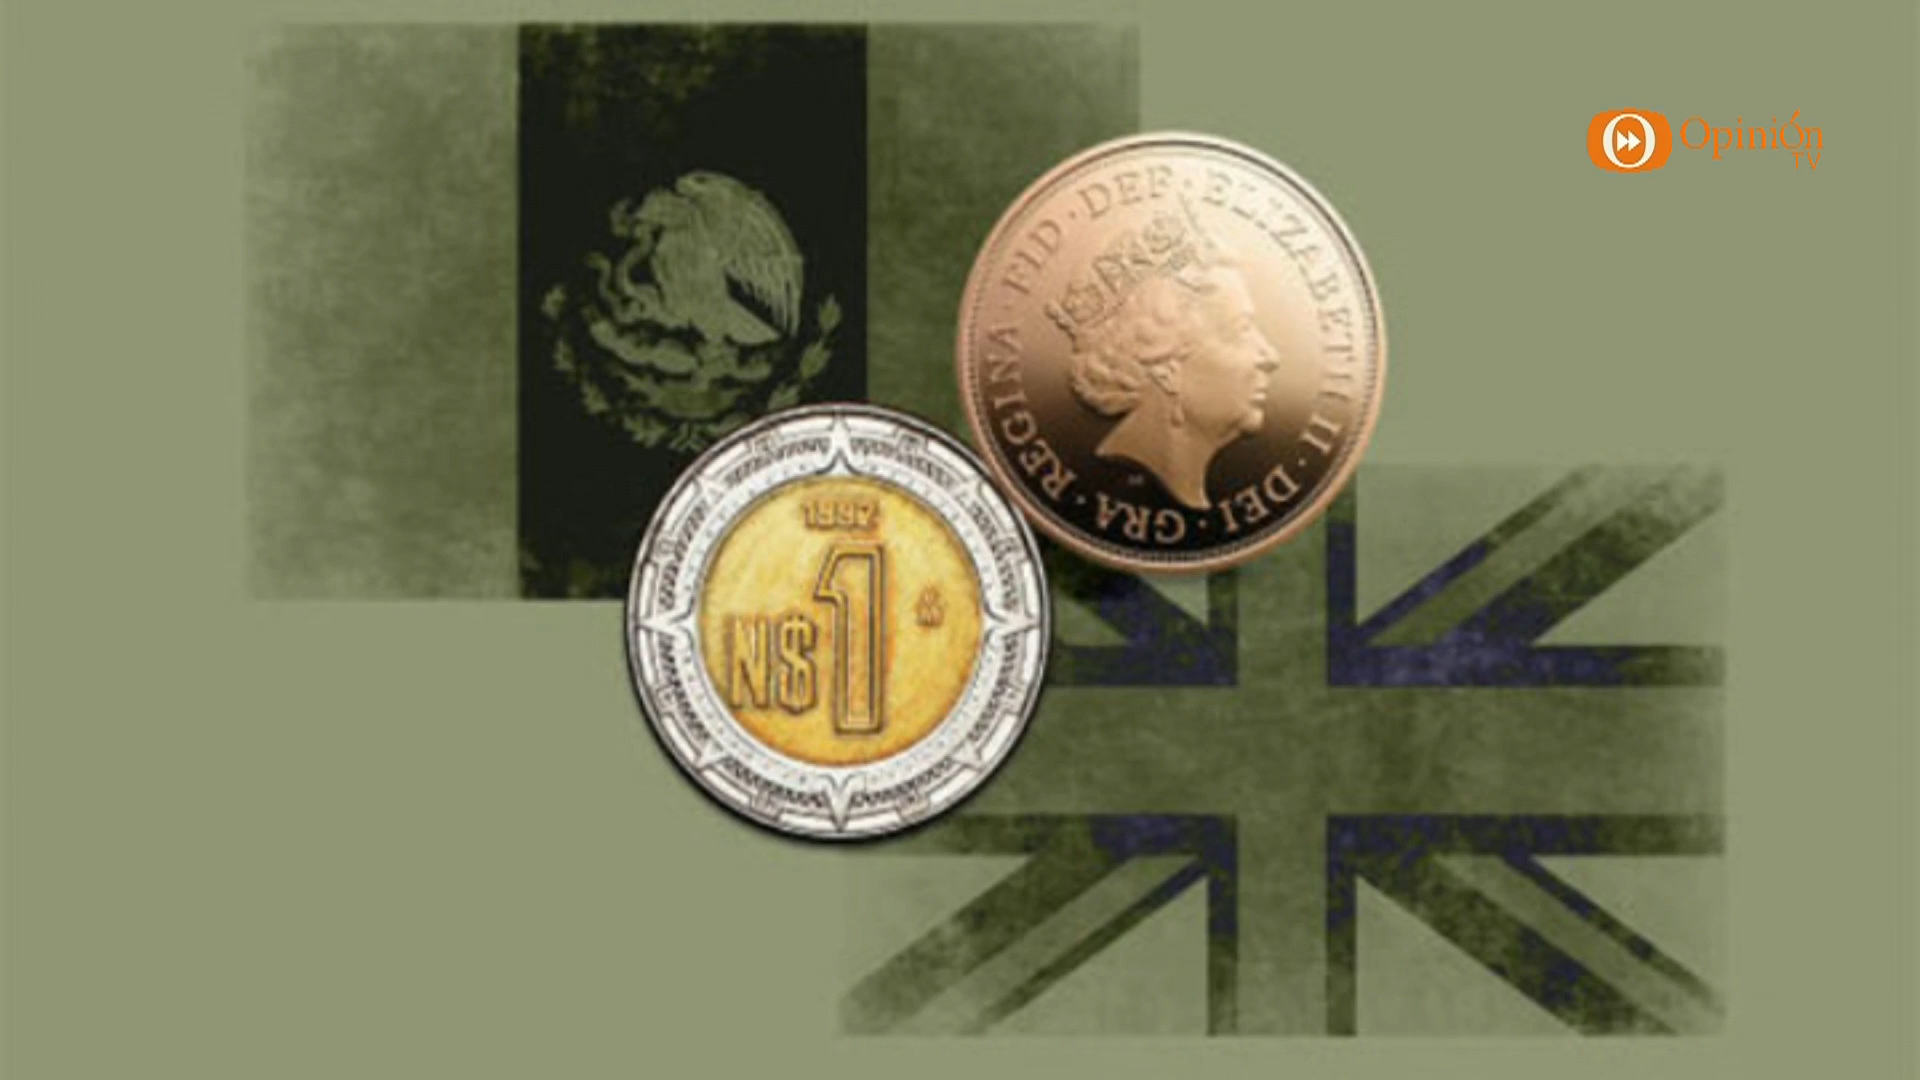 Opinión
TV
ELIZABETH II · DEI · GRA · REGINA · FID · DEF ·
1997
N$1